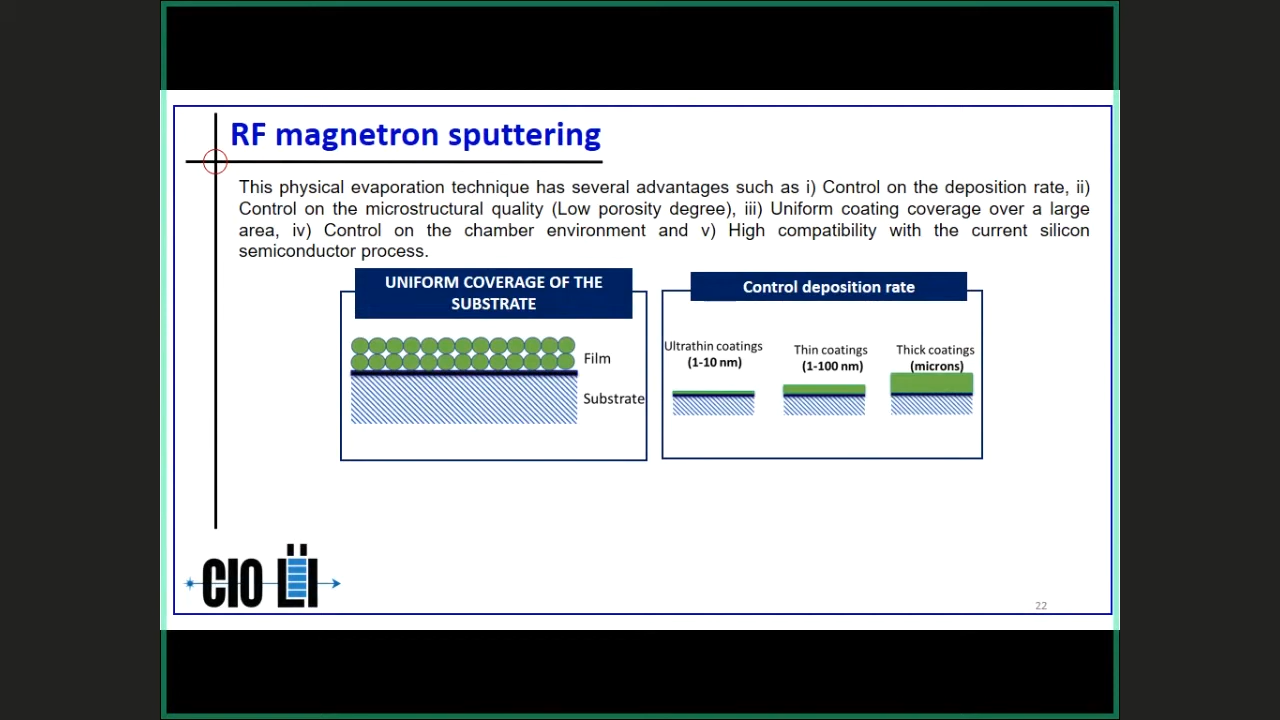 RF magnetron sputtering
This physical evaporation technique has several advantages such as i) Control on the deposition rate, ii)
Control on the microstructural quality (Low porosity degree), iii) Uniform coating coverage over a large
area, iv) Control on the chamber environment and v) High compatibility with the current silicon
semiconductor process.
UNIFORM COVERAGE OF THE
SUBSTRATE
Film
Substrate
Control deposition rate
Ultrathin coatings
(1-10 nm)
Thin coatings
(1-100 nm)
Thick coatings
(microns)
CIO
22